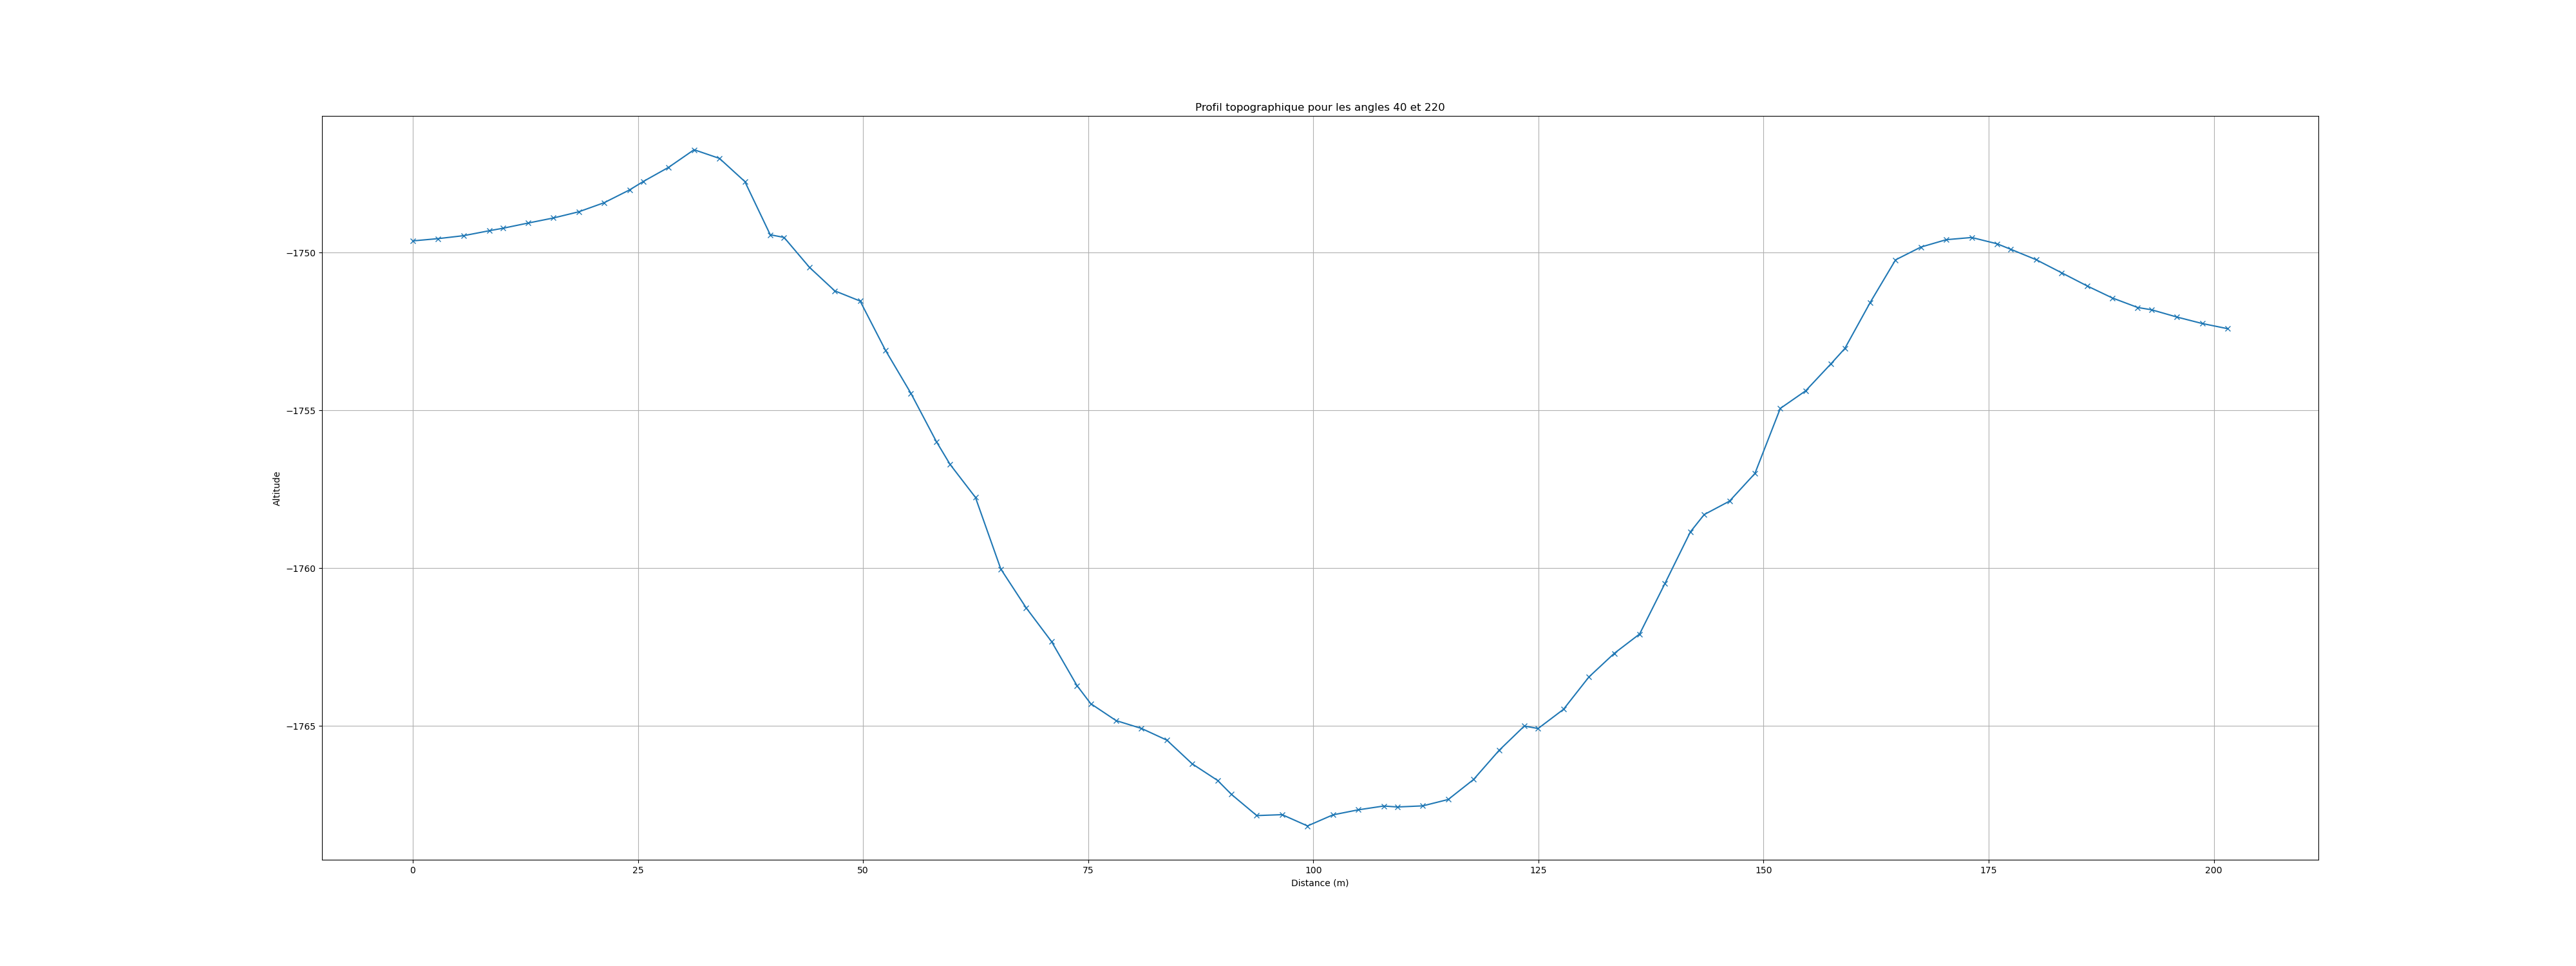 Profil topographique pour les angles 40 et 220
−1750
−1755
−1760
−1765
Altitude
0 25 50 75 100 125 150 175 200
Distance (m)